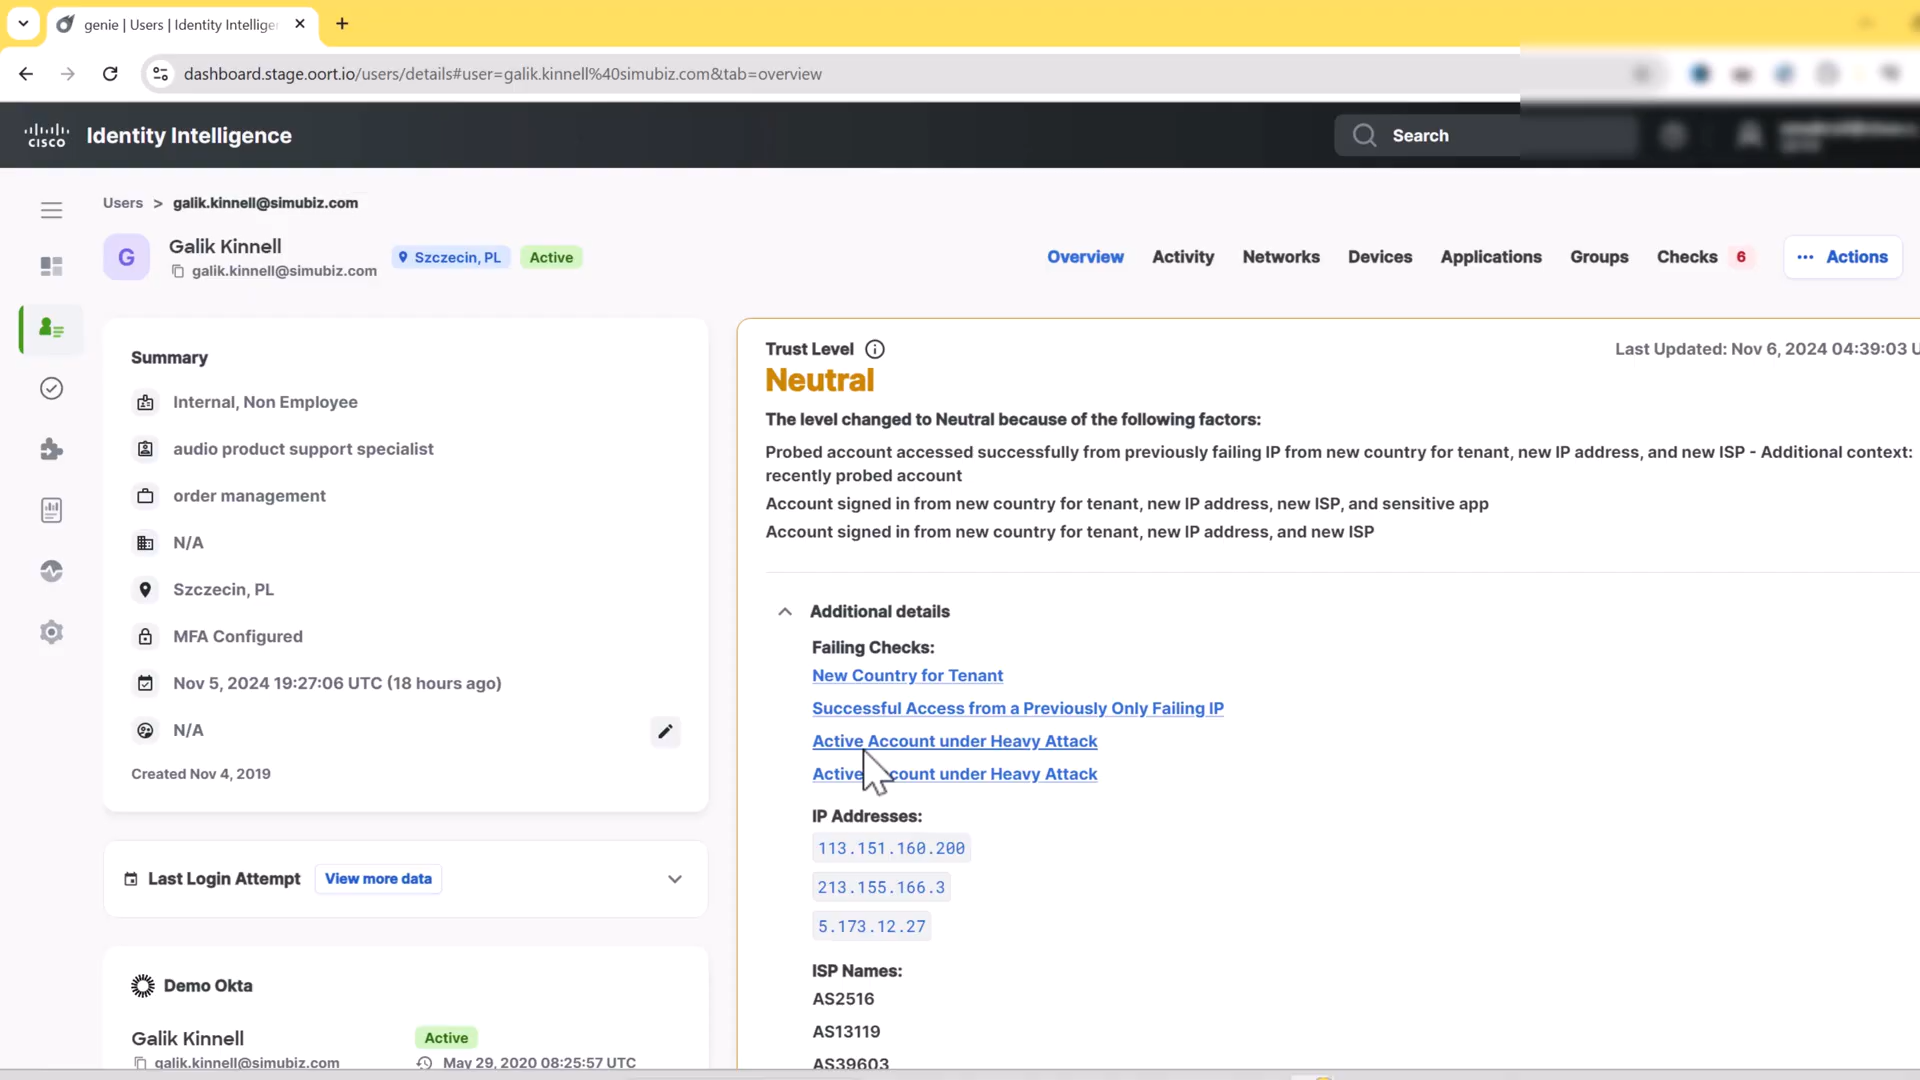 genie | Users | Identity Intelliger
dashboard.stage.oort.io/users/details#user=galik.kinnell%40simubiz.com&tab=overview
CISCO
Identity Intelligence
Search
Users > galik.kinnell@simubiz.com
G
Galik Kinnell
galik.kinnell@simubiz.com
Szczecin, PL
Active
Overview Activity Networks Devices Applications Groups Checks 6 ... Actions
Summary
Internal, Non Employee
audio product support specialist
order management
N/A
Szczecin, PL
MFA Configured
Nov 5, 2024 19:27:06 UTC (18 hours ago)
N/A
Created Nov 4, 2019
Last Login Attempt View more data
Demo Okta
Galik Kinnell Active
galik.kinnell@simubiz.com May 29, 2020 08:25:57 UTC
Trust Level
Last Updated: Nov 6, 2024 04:39:03 U
Neutral
The level changed to Neutral because of the following factors:
Probed account accessed successfully from previously failing IP from new country for tenant, new IP address, and new ISP - Additional context:
recently probed account
Account signed in from new country for tenant, new IP address, new ISP, and sensitive app
Account signed in from new country for tenant, new IP address, and new ISP
Additional details
Failing Checks:
New Country for Tenant
Successful Access from a Previously Only Failing IP
Active Account under Heavy Attack
Active Account under Heavy Attack
IP Addresses:
113.151.160.200
213.155.166.3
5.173.12.27
ISP Names:
AS2516
AS13119
AS39603